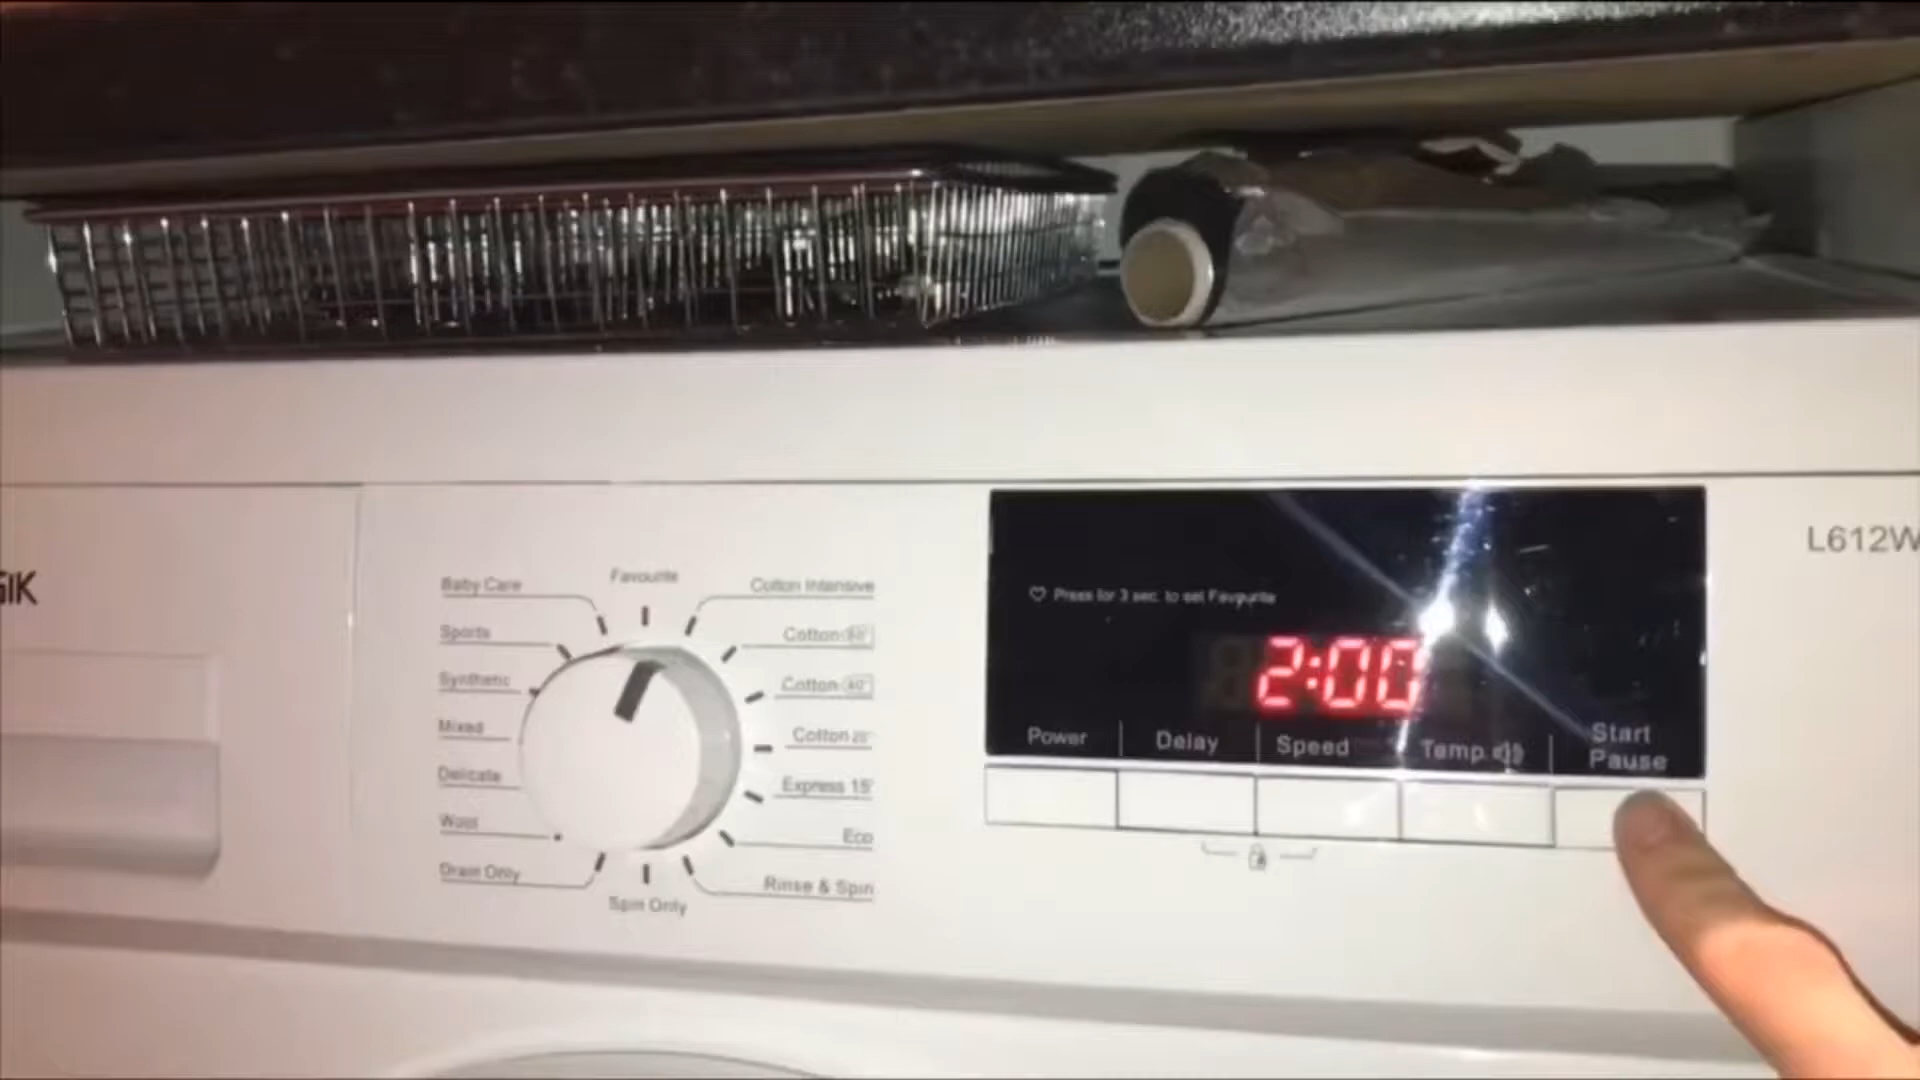 L612W
GIK
Baby Care
Favourite
Cotton Intensive
Sports
Cotton
Synthetic
Cotton
Mixed
Cotton 20°
Delicate
Express 15'
Wool
Eco
Drain Only
Spin Only
Rinse & Spin
♡ Press for 3 sec. to set Favourite
2:00
Power
Delay
Speed
Temp.
Start
Pause